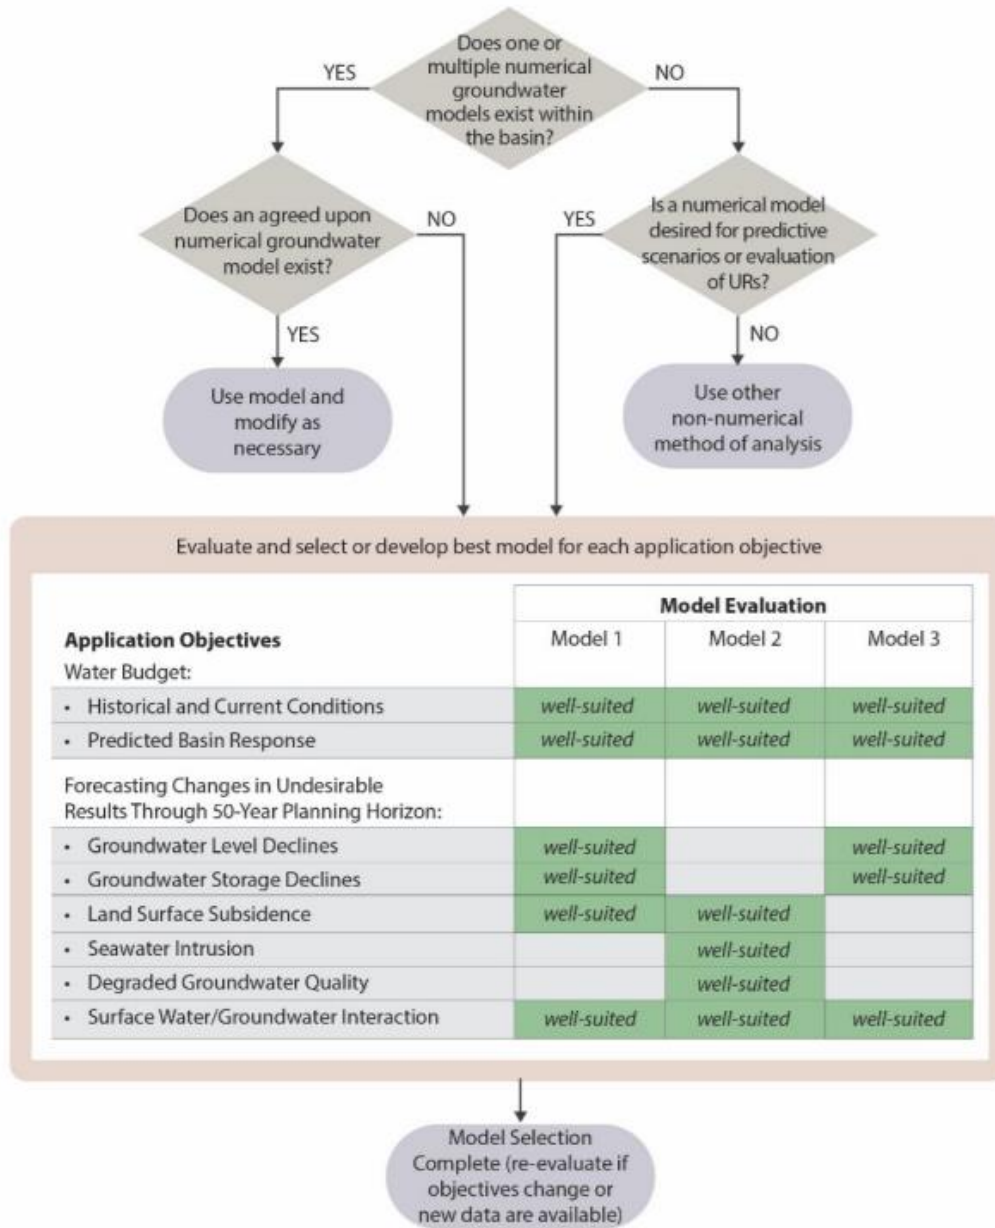 Does one or
multiple numerical
groundwater
models exist within
the basin?
YES
NO
Does an agreed upon
numerical groundwater
model exist?
NO
YES
Is a numerical model
desired for predictive
scenarios or evaluation
of URs?
YES
NO
Use model and
modify as
necessary
Use other
non-numerical
method of analysis
Evaluate and select or develop best model for each application objective
Model Evaluation
Application Objectives Model 1 Model 2 Model 3
Water Budget:
• Historical and Current Conditions well-suited well-suited well-suited
• Predicted Basin Response well-suited well-suited well-suited
Forecasting Changes in Undesirable
Results Through 50-Year Planning Horizon:
• Groundwater Level Declines well-suited well-suited
• Groundwater Storage Declines well-suited well-suited
• Land Surface Subsidence well-suited well-suited
• Seawater Intrusion well-suited
• Degraded Groundwater Quality well-suited
• Surface Water/Groundwater Interaction well-suited well-suited well-suited
Model Selection
Complete (re-evaluate if
objectives change or
new data are available)